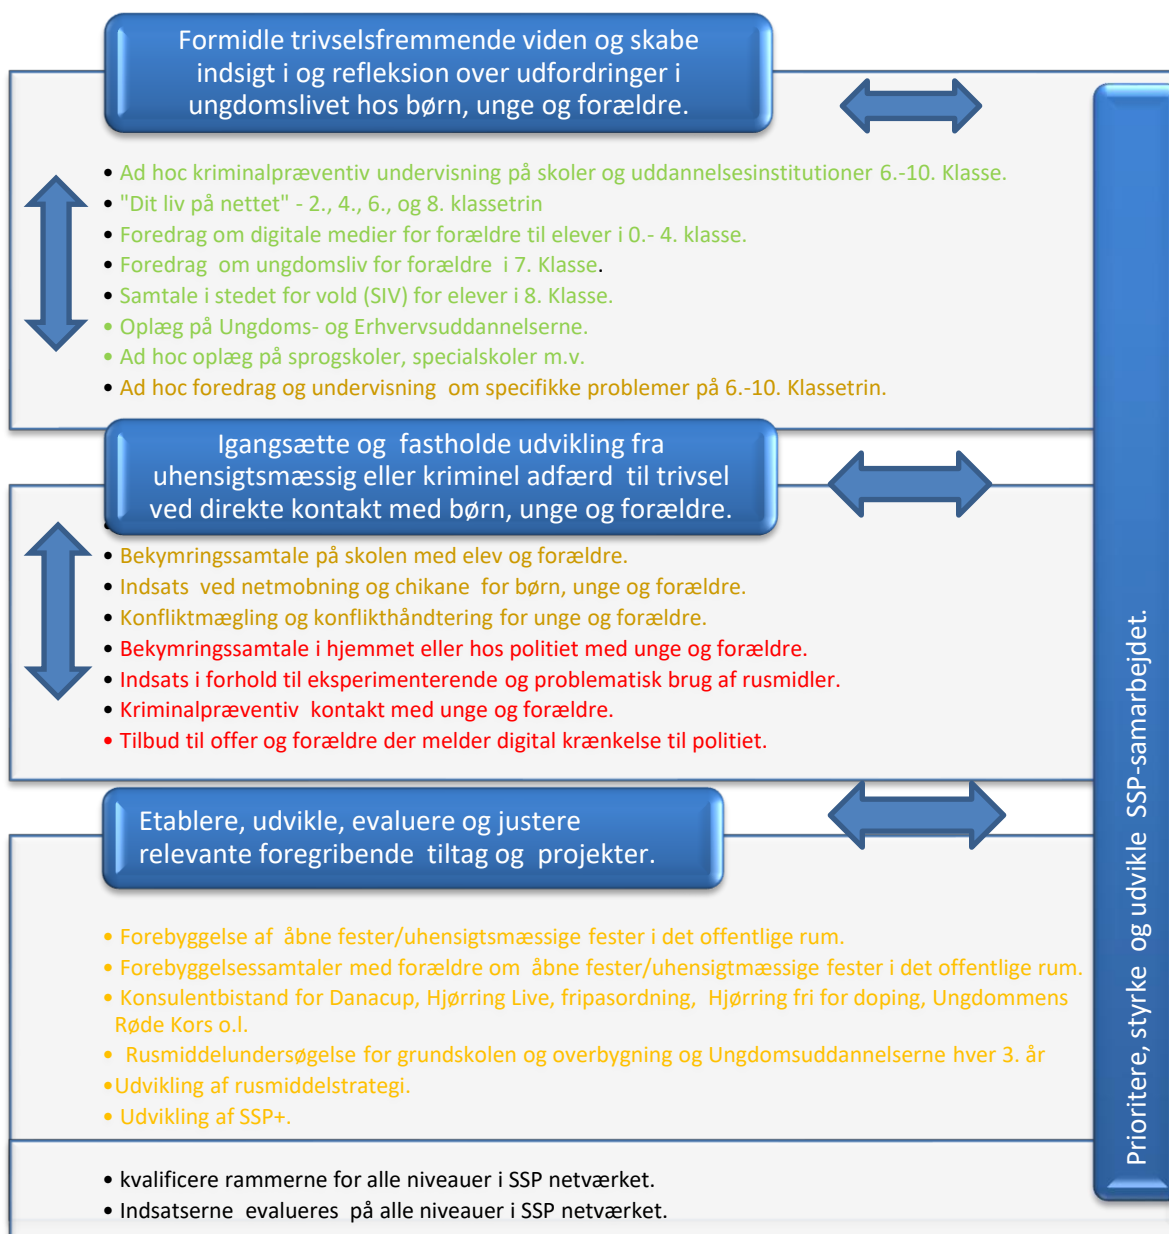 Formidle trivselsfremmende viden og skabe
indsigt i og refleksion over udfordringer i
ungdomslivet hos børn, unge og forældre.
• Ad hoc kriminalpræventiv undervisning på skoler og uddannelsesinstitutioner 6.-10. Klasse.
• "Dit liv på nettet" - 2., 4., 6., og 8. klassetrin
• Foredrag om digitale medier for forældre til elever i 0.- 4. klasse.
• Foredrag om ungdomsliv for forældre i 7. Klasse.
• Samtale i stedet for vold (SIV) for elever i 8. Klasse.
• Oplæg på Ungdoms- og Erhvervsuddannelserne.
• Ad hoc oplæg på sprogskoler, specialskoler m.v.
• Ad hoc foredrag og undervisning om specifikke problemer på 6.-10. Klassetrin.
Igangsætte og fastholde udvikling fra
uhensigtsmæssig eller kriminel adfærd til trivsel
ved direkte kontakt med børn, unge og forældre.
• Bekymringssamtale på skolen med elev og forældre.
• Indsats ved netmobning og chikane for børn, unge og forældre.
• Konfliktmægling og konflikthåndtering for unge og forældre.
• Bekymringssamtale i hjemmet eller hos politiet med unge og forældre.
• Indsats i forhold til eksperimenterende og problematisk brug af rusmidler.
• Kriminalpræventiv kontakt med unge og forældre.
• Tilbud til offer og forældre der melder digital krænkelse til politiet.
Etablere, udvikle, evaluere og justere
relevante foregribende tiltag og projekter.
• Forebyggelse af åbne fester/uhensigtsmæssige fester i det offentlige rum.
• Forebyggelsessamtaler med forældre om åbne fester/uhensigtmæssige fester i det offentlige rum.
• Konsulentbistand for Danacup, Hjørring Live, fripasordning, Hjørring fri for doping, Ungdommens
Røde Kors o.l.
• Rusmiddelundersøgelse for grundskolen og overbygning og Ungdomsuddannelserne hver 3. år
•Udvikling af rusmiddelstrategi.
• Udvikling af SSP+.
• kvalificere rammerne for alle niveauer i SSP netværket.
• Indsatserne evalueres på alle niveauer i SSP netværket.
Prioritere, styrke og udvikle SSP-samarbejdet.